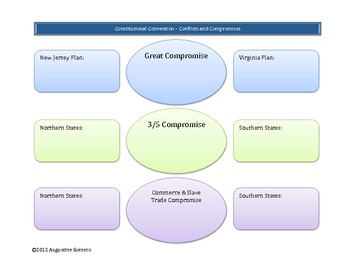 Constitutional Convention – Conflicts and Compromises
New Jersey Plan:
Great Compromise
Virginia Plan:
Northern States:
3/5 Compromise
Southern States:
Northern States:
Commerce & Slave
Trade Compromise
Southern States:
©2012 Augustine Romero